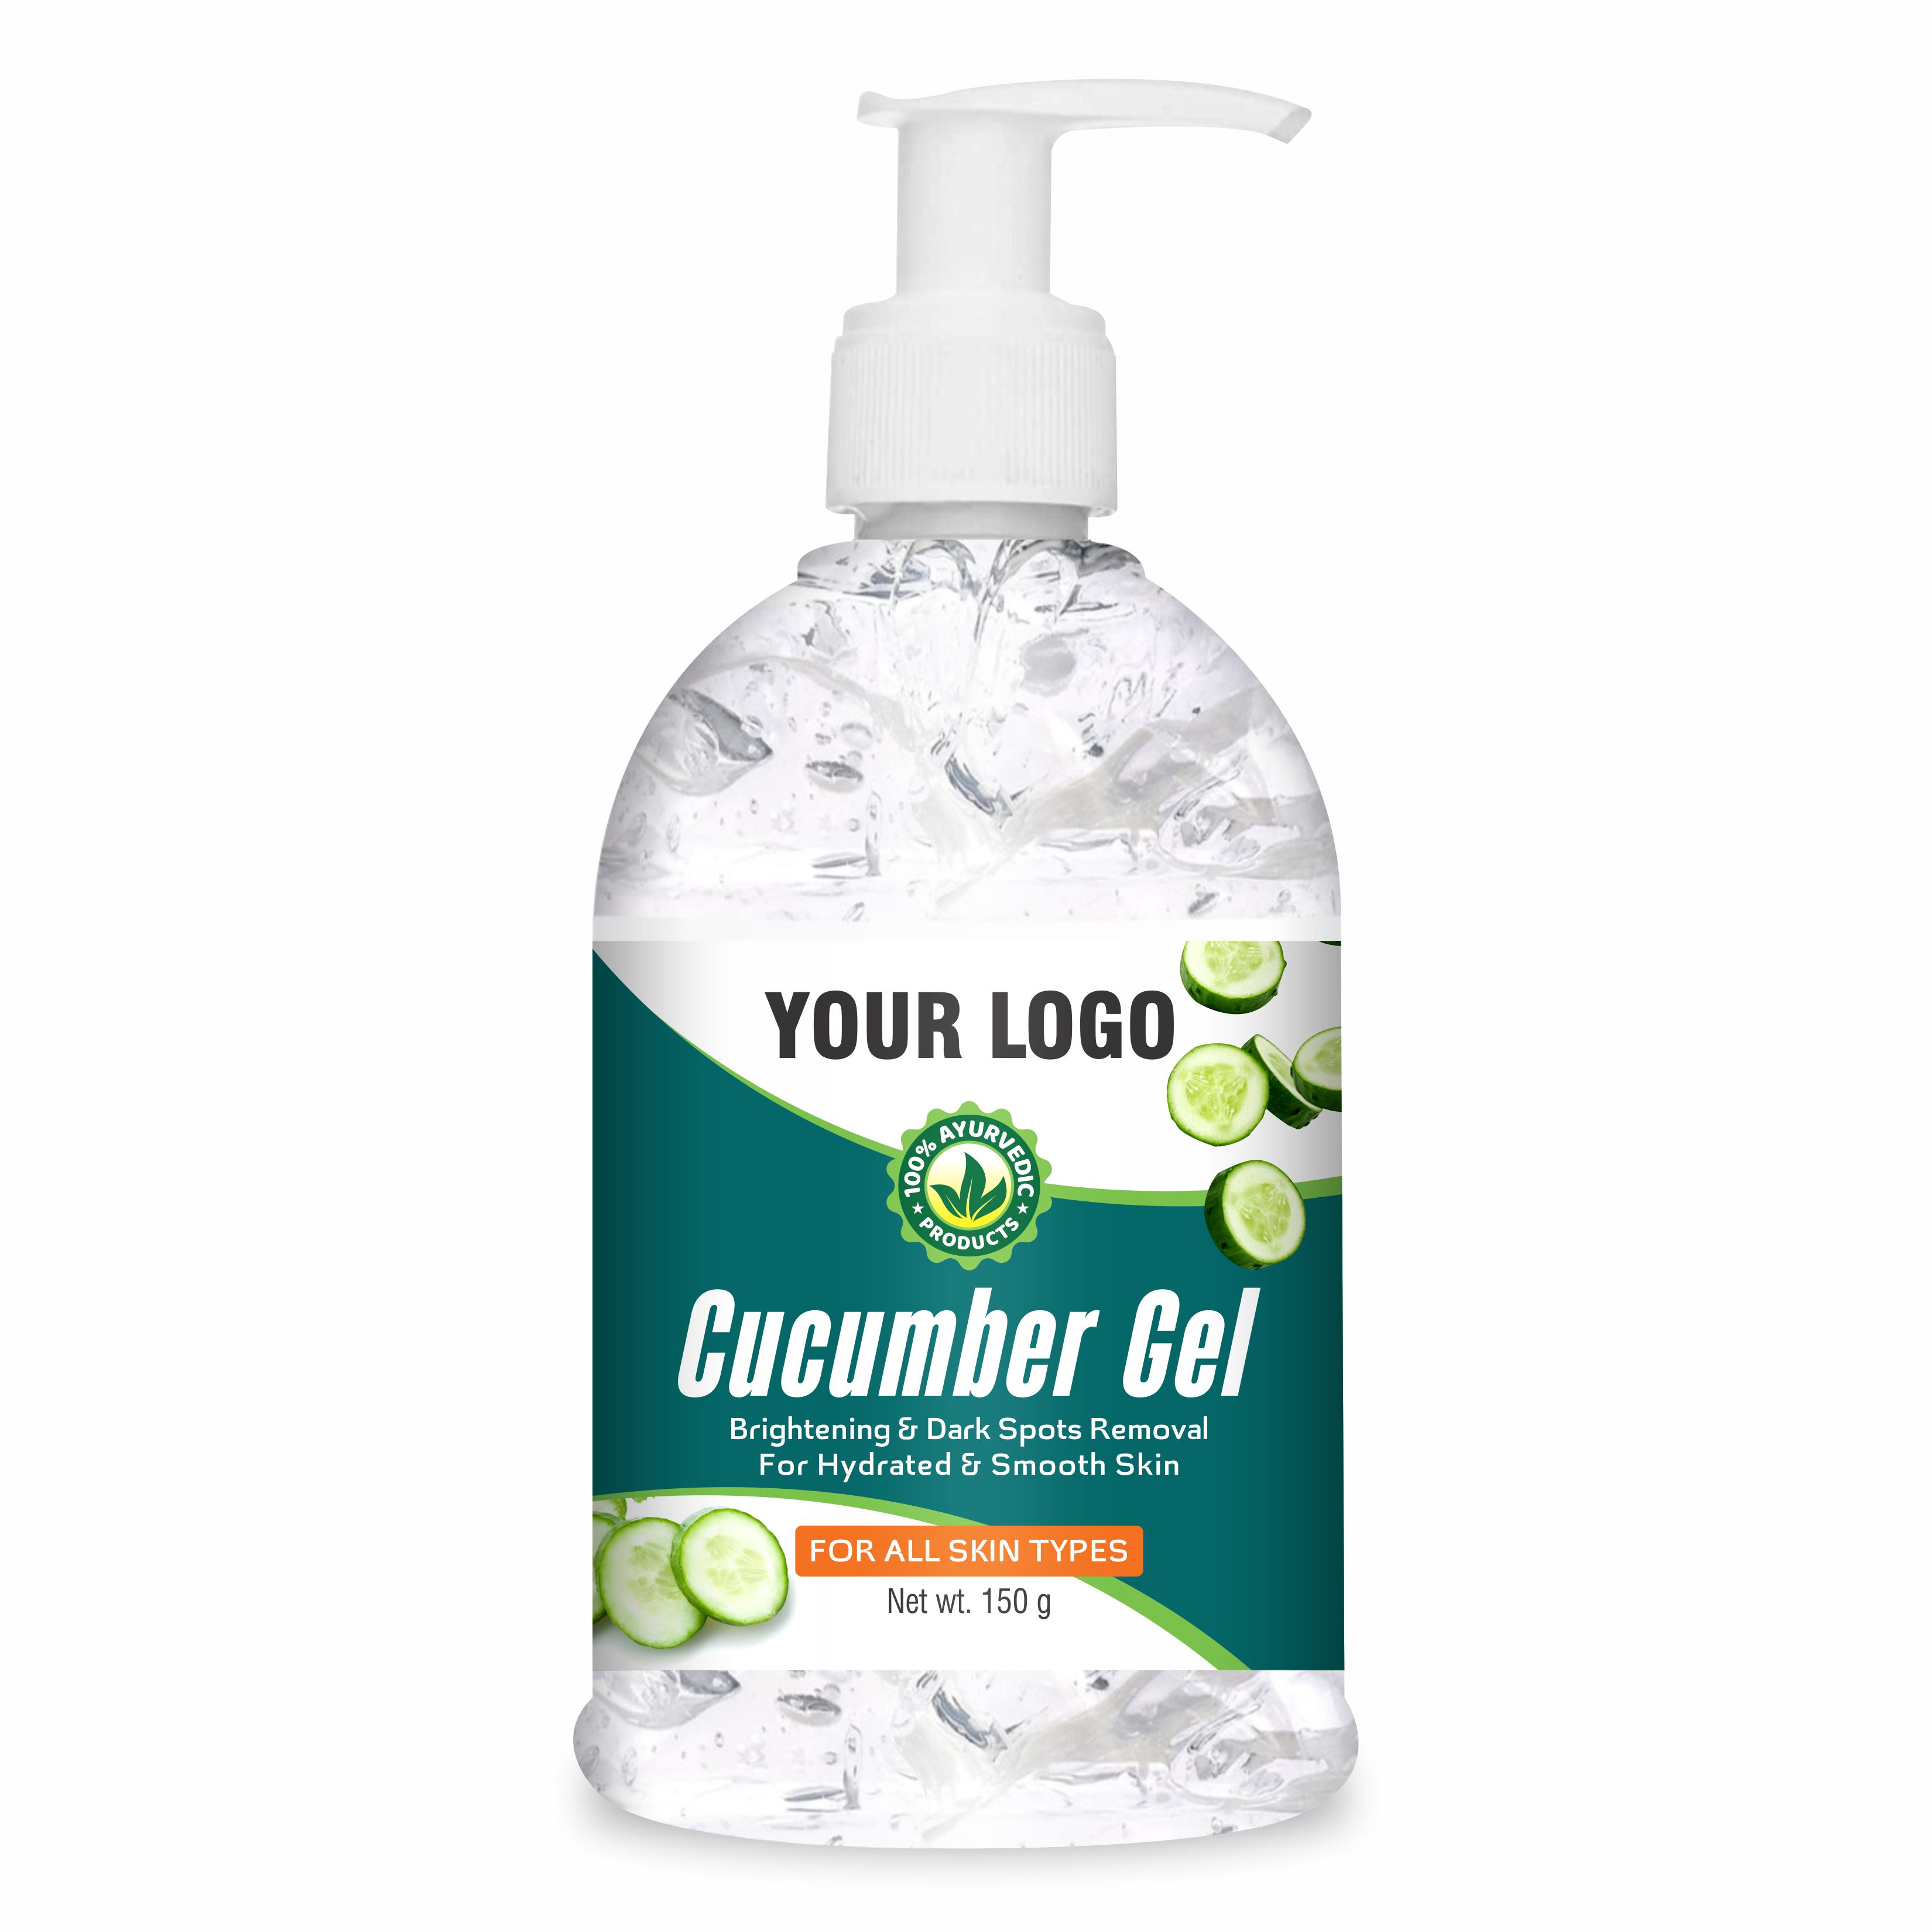 YOUR LOGO
100% AYURVEDIC
PRODUCTS
Cucumber Gel
Brightening & Dark Spots Removal
For Hydrated & Smooth Skin
FOR ALL SKIN TYPES
Net wt. 150 g